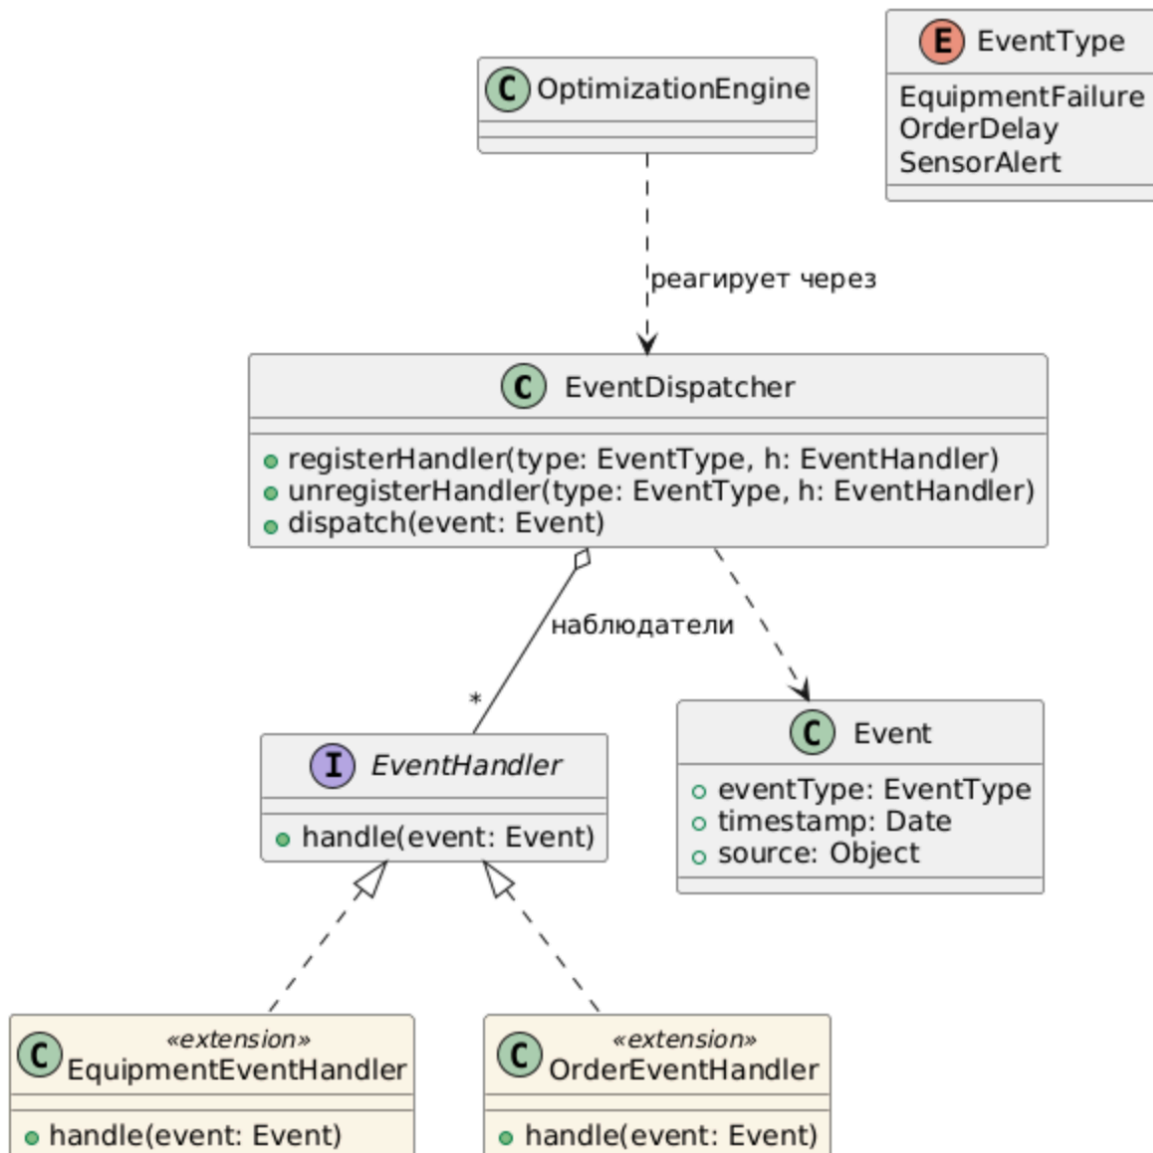 E EventType
EquipmentFailure
OrderDelay
SensorAlert
C OptimizationEngine
реагирует через
C EventDispatcher
registerHandler(type: EventType, h: EventHandler)
unregisterHandler(type: EventType, h: EventHandler)
dispatch(event: Event)
наблюдатели
*
I EventHandler
handle(event: Event)
C Event
eventType: EventType
timestamp: Date
source: Object
C «extension»
EquipmentEventHandler
handle(event: Event)
C «extension»
OrderEventHandler
handle(event: Event)